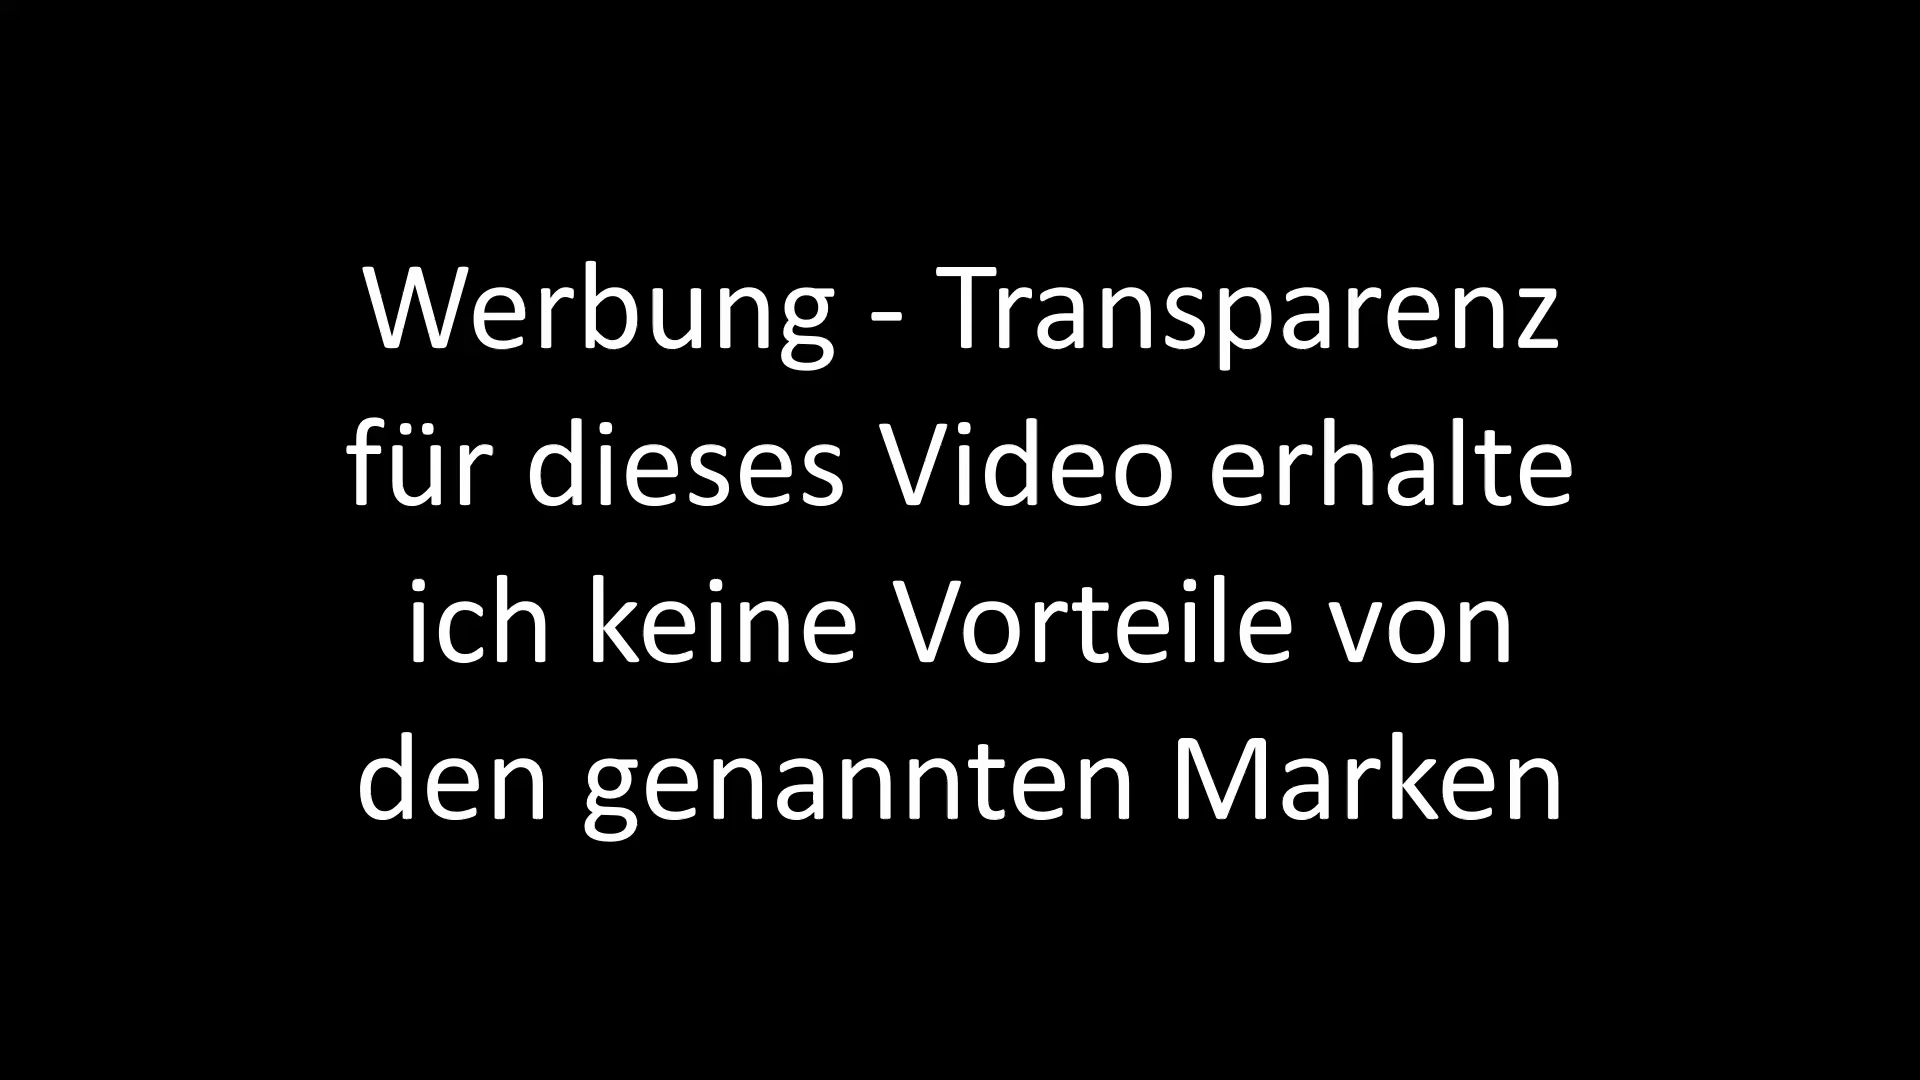 Werbung - Transparenz
für dieses Video erhalte
ich keine Vorteile von
den genannten Marken